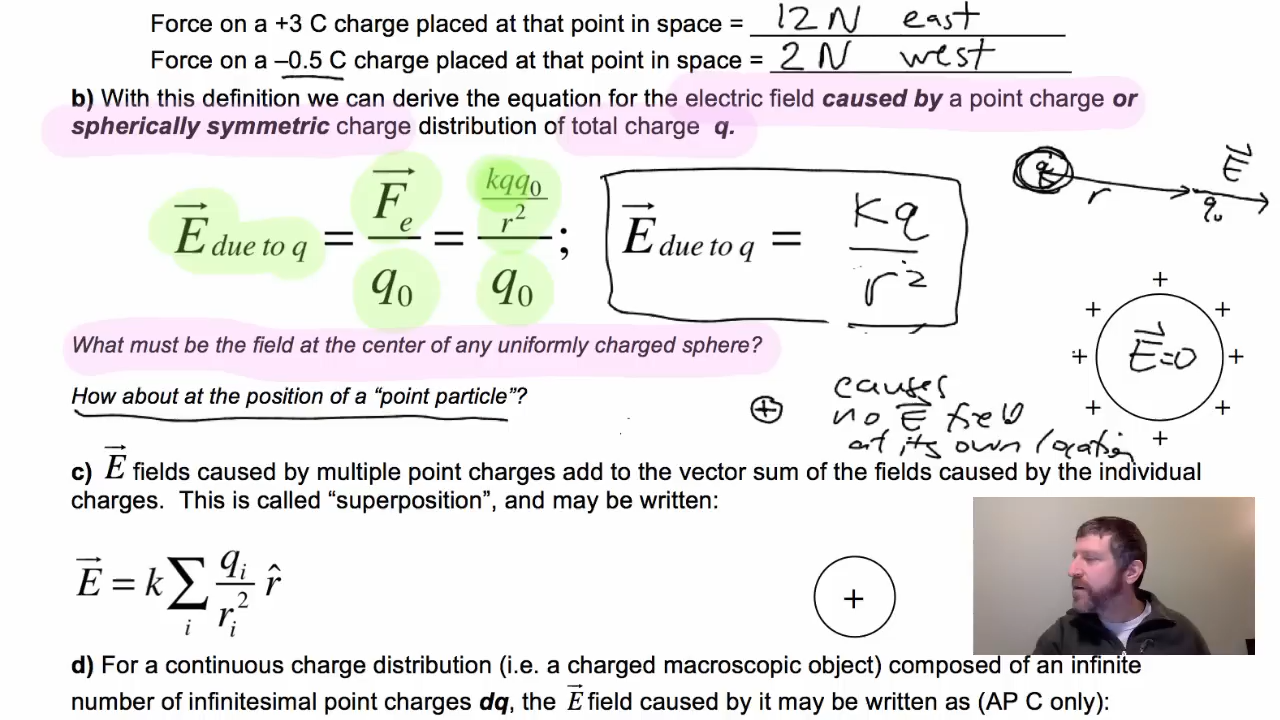 Force on a +3 C charge placed at that point in space = 12 N east
Force on a –0.5 C charge placed at that point in space = 2 N west
b) With this definition we can derive the equation for the electric field caused by a point charge or
spherically symmetric charge distribution of total charge q.
E⃗ due to q = F⃗e / q0 = (kqq0 / r²) / q0 ; E⃗ due to q = kq / r²
q r q0 E⃗
What must be the field at the center of any uniformly charged sphere?
+ + + + + + + + E⃗=0
How about at the position of a “point particle”?
+ causes
no E⃗ field
at its own location
c) E⃗ fields caused by multiple point charges add to the vector sum of the fields caused by the individual
charges. This is called “superposition”, and may be written:
E⃗ = k ∑i qi / ri² r̂
+
d) For a continuous charge distribution (i.e. a charged macroscopic object) composed of an infinite
number of infinitesimal point charges dq, the E⃗ field caused by it may be written as (AP C only):